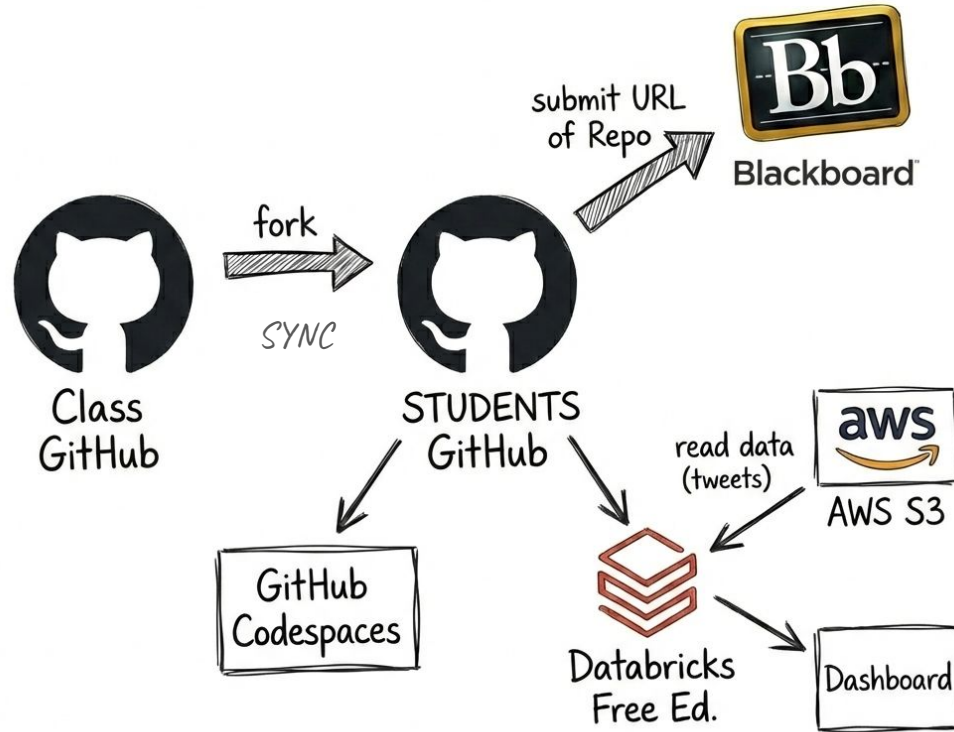 Bb
Blackboard
submit URL
of Repo
fork
SYNC
Class
GitHub
STUDENTS
GitHub
read data
(tweets)
aws
AWS S3
GitHub
Codespaces
Databricks
Free Ed.
Dashboard